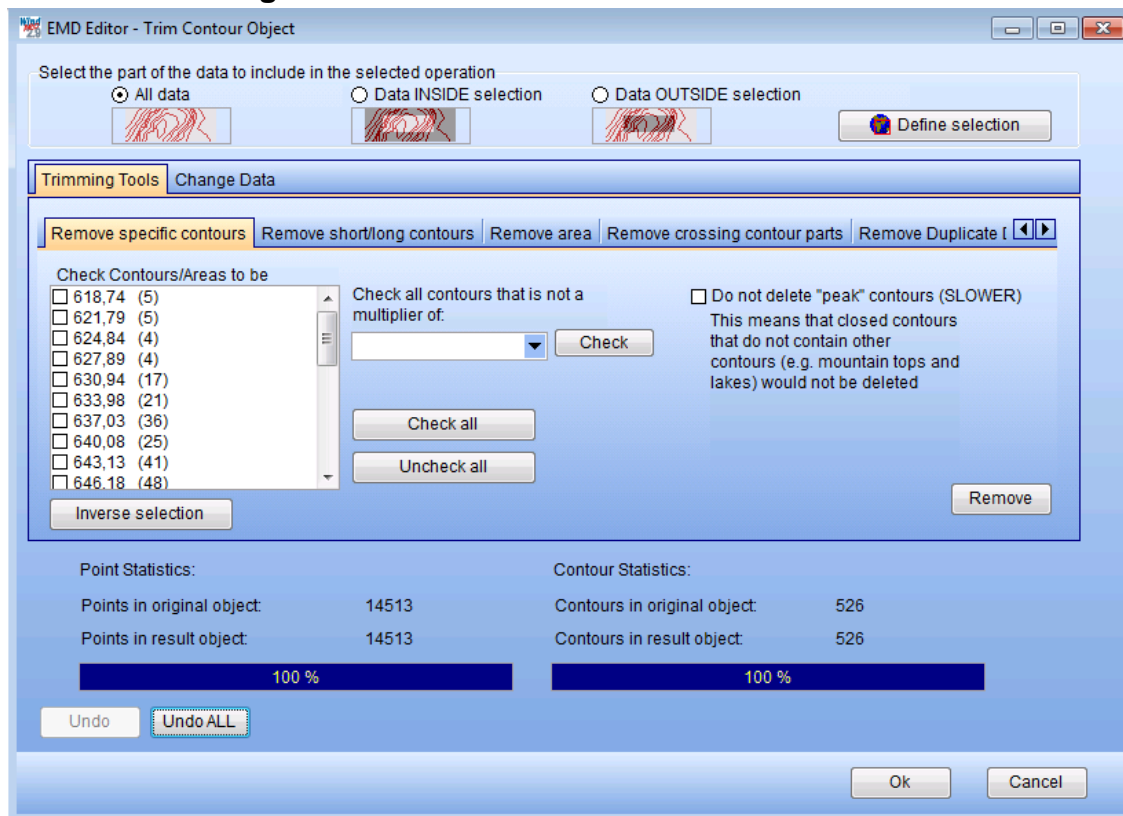 EMD Editor - Trim Contour Object
Select the part of the data to include in the selected operation
All data
Data INSIDE selection
Data OUTSIDE selection
Define selection
Trimming Tools
Change Data
Remove specific contours
Remove short/long contours
Remove area
Remove crossing contour parts
Remove Duplicate
Check Contours/Areas to be
618,74 (5)
621,79 (5)
624,84 (4)
627,89 (4)
630,94 (17)
633,98 (21)
637,03 (36)
640,08 (25)
643,13 (41)
646,18 (48)
Inverse selection
Check all contours that is not a
multiplier of:
Check
Check all
Uncheck all
Do not delete "peak" contours (SLOWER)
This means that closed contours
that do not contain other
contours (e.g. mountain tops and
lakes) would not be deleted
Remove
Point Statistics:
Points in original object: 14513
Points in result object: 14513
100 %
Contour Statistics:
Contours in original object: 526
Contours in result object: 526
100 %
Undo
Undo ALL
Ok
Cancel